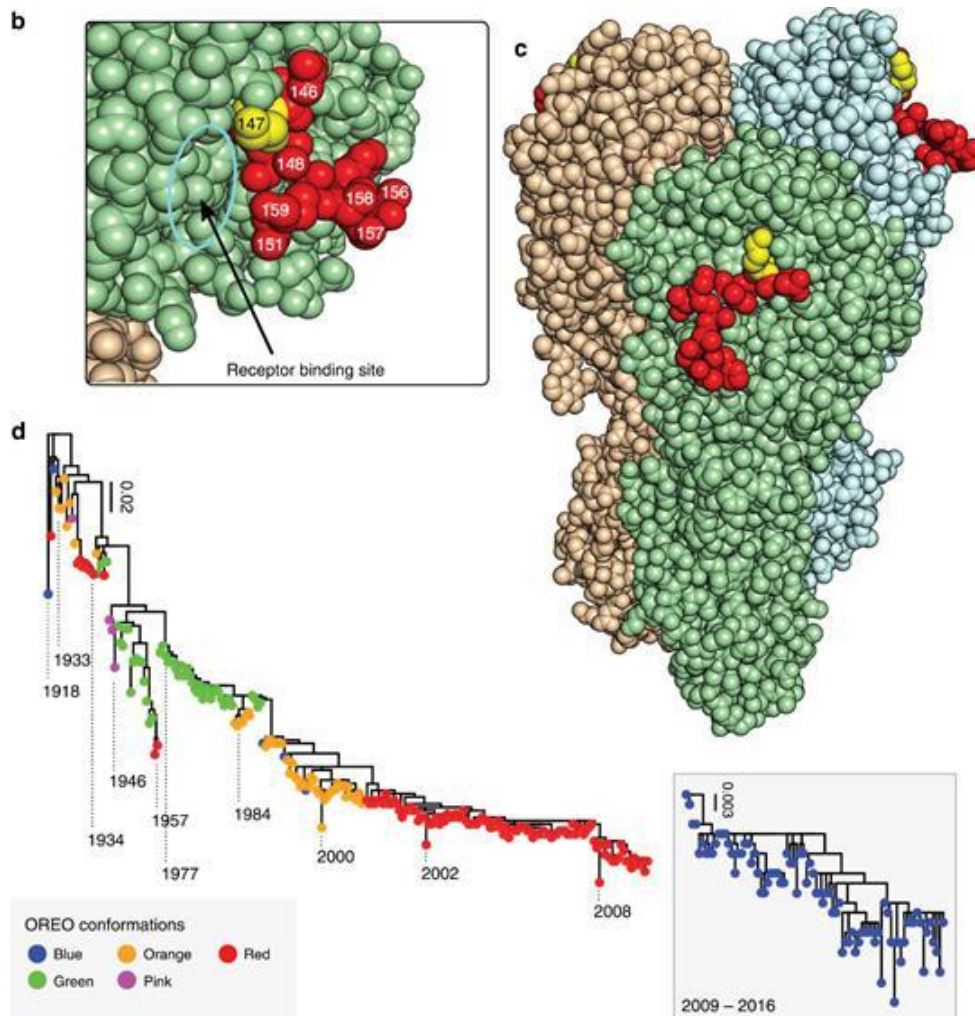 b
c
146
147
148
158
156
159
157
151
Receptor binding site
d
0.02
1933
1918
1946
1957
1984
1934
1977
2000
2002
2008
0.003
2009 – 2016
OREO conformations
Blue
Orange
Red
Green
Pink